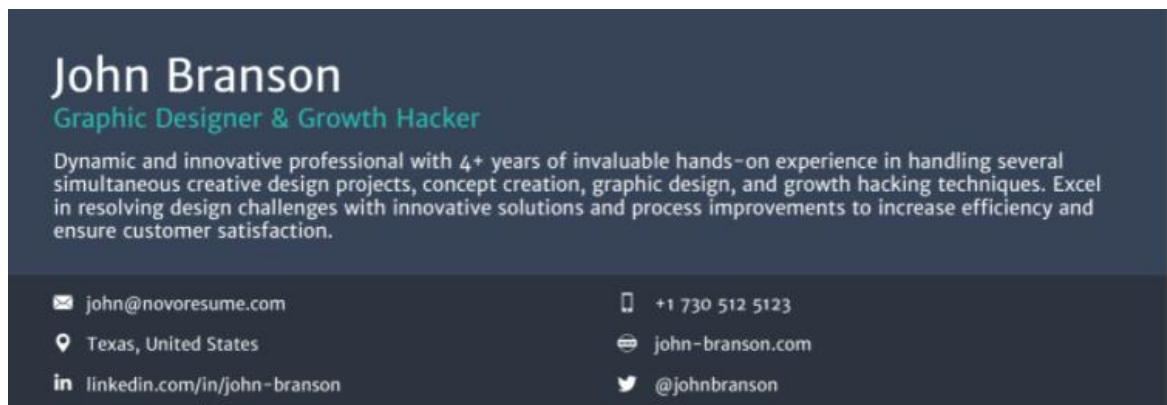 John Branson
Graphic Designer & Growth Hacker
Dynamic and innovative professional with 4+ years of invaluable hands-on experience in handling several
simultaneous creative design projects, concept creation, graphic design, and growth hacking techniques. Excel
in resolving design challenges with innovative solutions and process improvements to increase efficiency and
ensure customer satisfaction.
john@novoresume.com
+1 730 512 5123
Texas, United States
john-branson.com
in linkedin.com/in/john-branson
@johnbranson